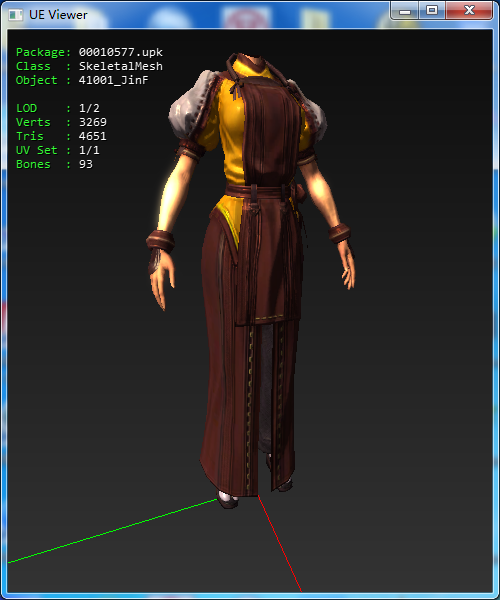 UE Viewer
Package: 00010577.upk
Class : SkeletalMesh
Object : 41001_JinF
LOD : 1/2
Verts : 3269
Tris : 4651
UV Set : 1/1
Bones : 93